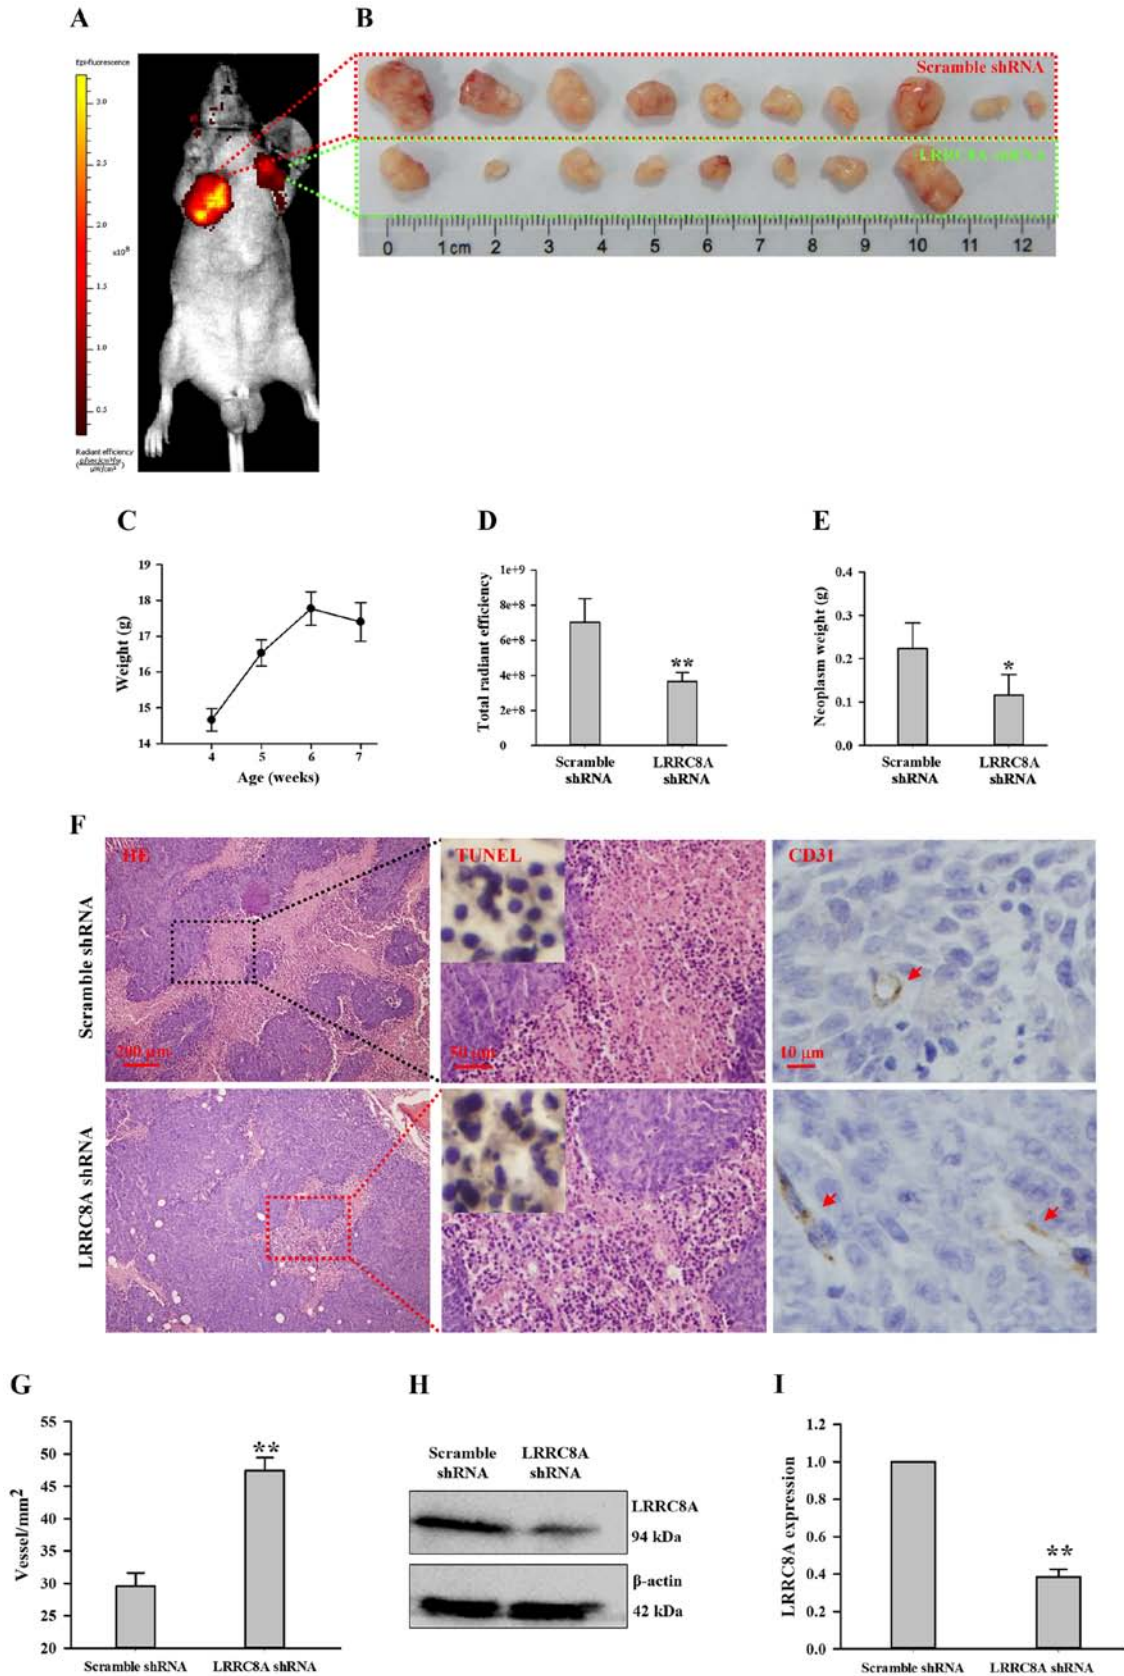 A
B
Epi-fluorescence
3.0
2.5
2.0
x10⁸
1.5
1.0
0.5
Radiant efficiency
Scramble shRNA
LRRC8A shRNA
0 1 cm 2 3 4 5 6 7 8 9 10 11 12
C
D
E
19
18
17
16
15
14
Weight (g)
4 5 6 7
Age (weeks)
1e+9
8e+8
6e+8
4e+8
2e+8
0
Total radiant efficiency
**
Scramble
shRNA
LRRC8A
shRNA
0.4
0.3
0.2
0.1
0.0
Neoplasm weight (g)
*
Scramble
shRNA
LRRC8A
shRNA
F
HE
TUNEL
CD31
Scramble shRNA
200 μm
50 μm
10 μm
LRRC8A shRNA
G
H
I
55
50
45
40
35
30
25
20
Vessel/mm²
**
Scramble shRNA
LRRC8A shRNA
Scramble
shRNA
LRRC8A
shRNA
LRRC8A
94 kDa
β-actin
42 kDa
1.2
1.0
0.8
0.6
0.4
0.2
0.0
LRRC8A expression
**
Scramble shRNA
LRRC8A shRNA